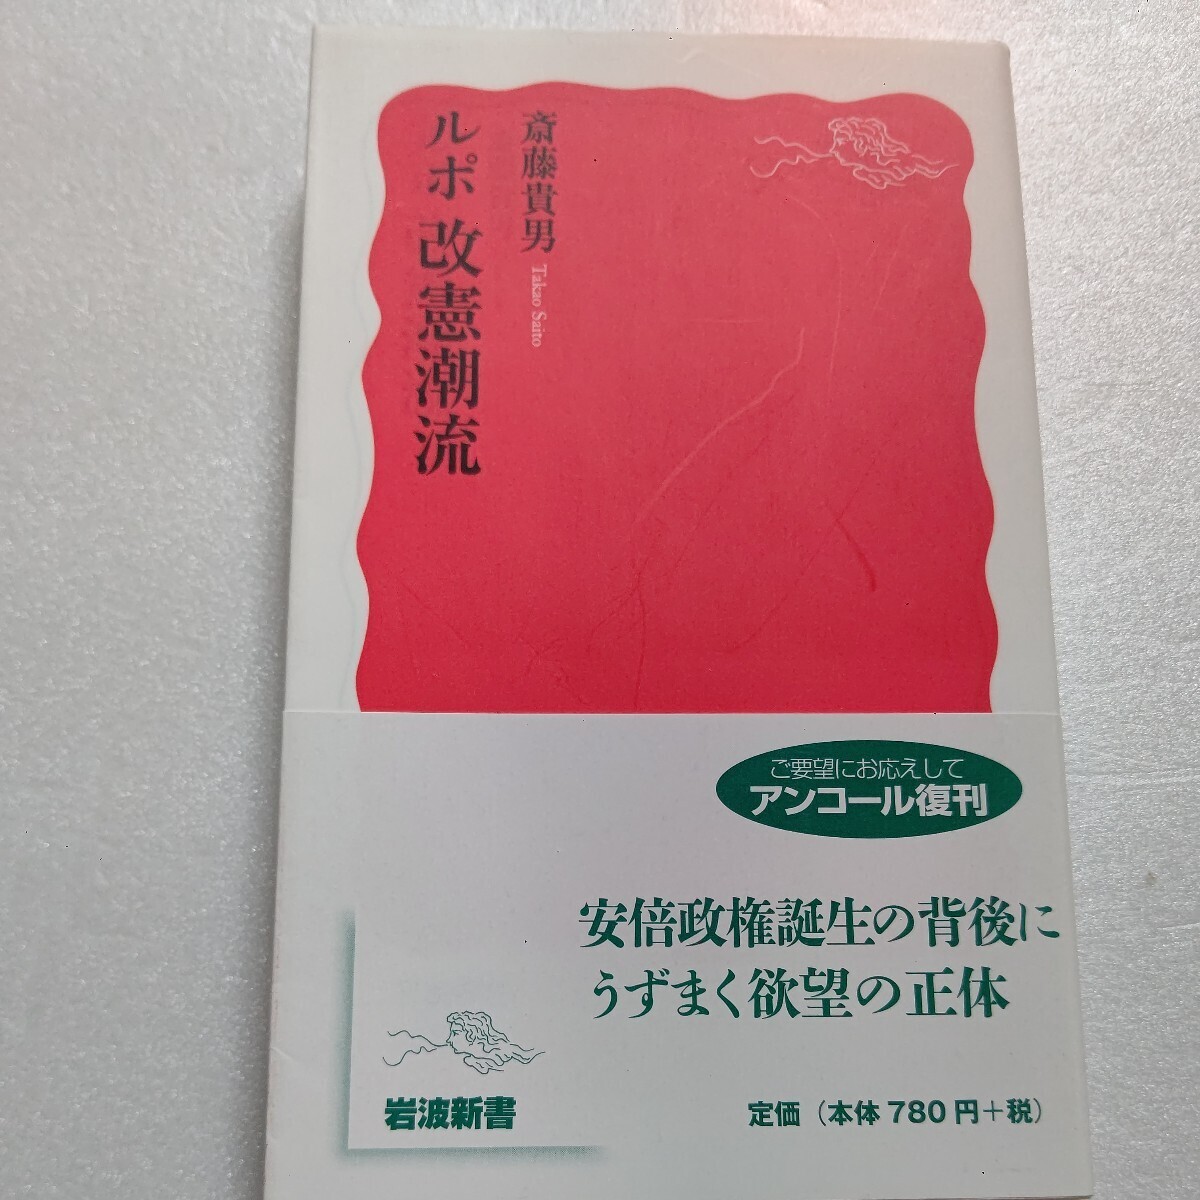 ルポ 改憲潮流
斎藤貴男 Takao Saito
ご要望にお応えして
アンコール復刊
安倍政権誕生の背後に
うずまく欲望の正体
岩波新書
定価（本体780円＋税）